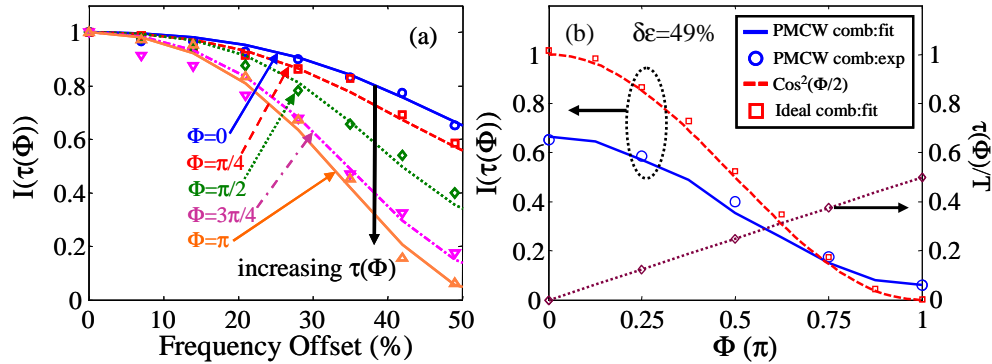 (a)
I(τ(Φ))
1
0.8
0.6
0.4
0.2
0
Φ=0
Φ=π/4
Φ=π/2
Φ=3π/4
Φ=π
increasing τ(Φ)
0 10 20 30 40 50
Frequency Offset (%)
(b)
δε=49%
PMCW comb:fit
PMCW comb:exp
Cos²(Φ/2)
Ideal comb:fit
I(τ(Φ))
1
0.8
0.6
0.4
0.2
0
1
0.8
0.6
0.4
0.2
0
τ(Φ)/T
0 0.25 0.5 0.75 1
Φ (π)